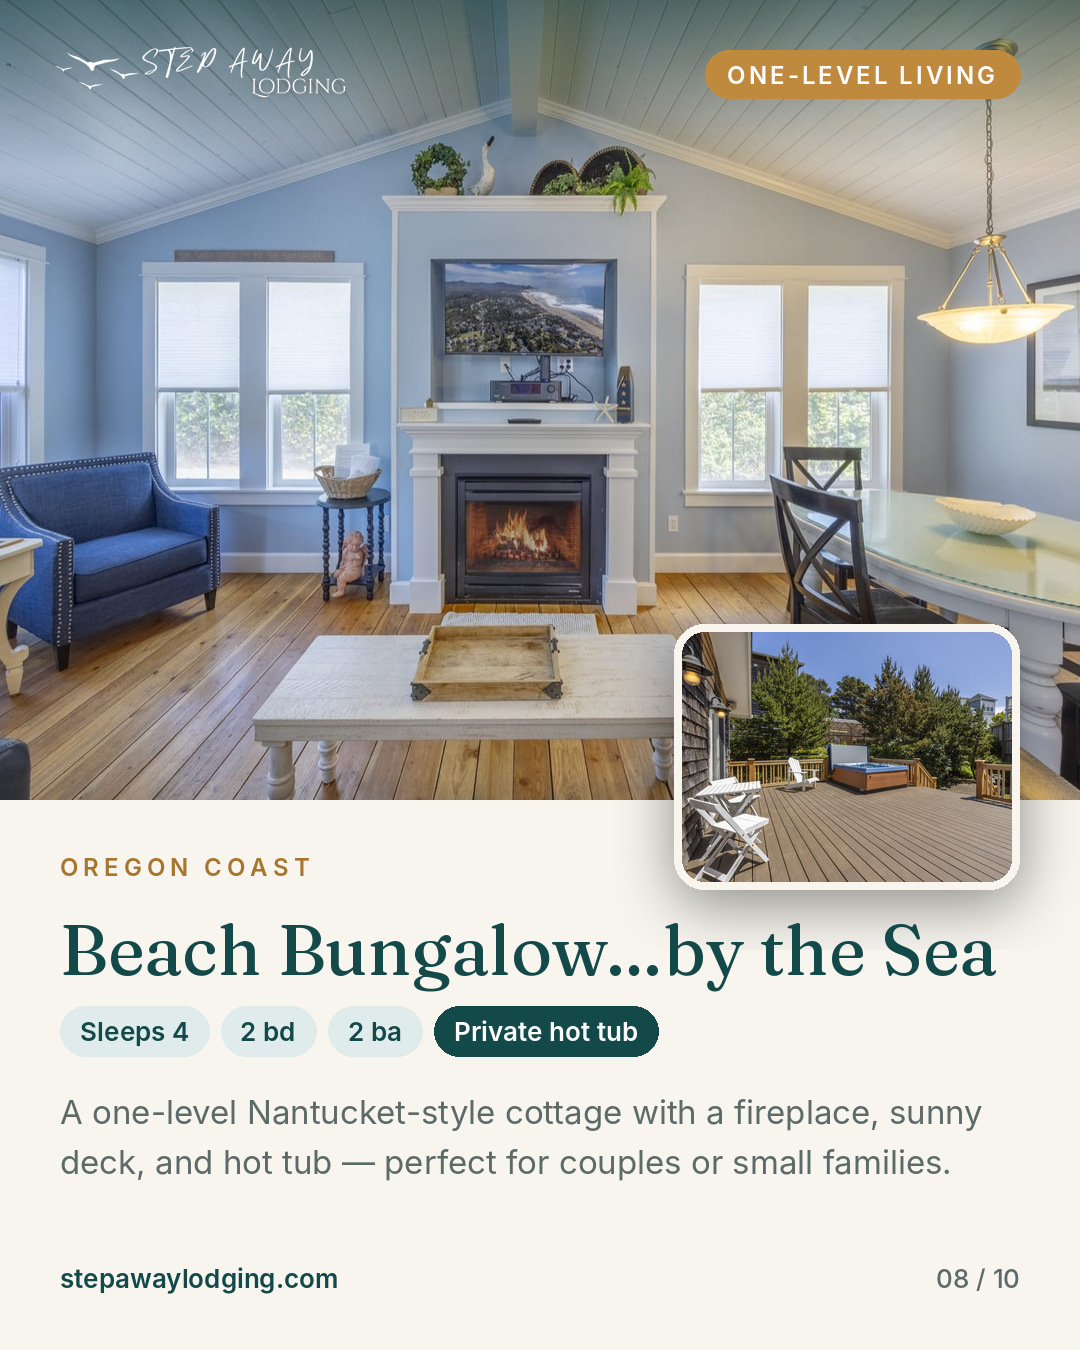 STEP AWAY
LODGING
ONE-LEVEL LIVING
OREGON COAST
Beach Bungalow...by the Sea
Sleeps 4
2 bd
2 ba
Private hot tub
A one-level Nantucket-style cottage with a fireplace, sunny
deck, and hot tub — perfect for couples or small families.
stepawaylodging.com
08 / 10